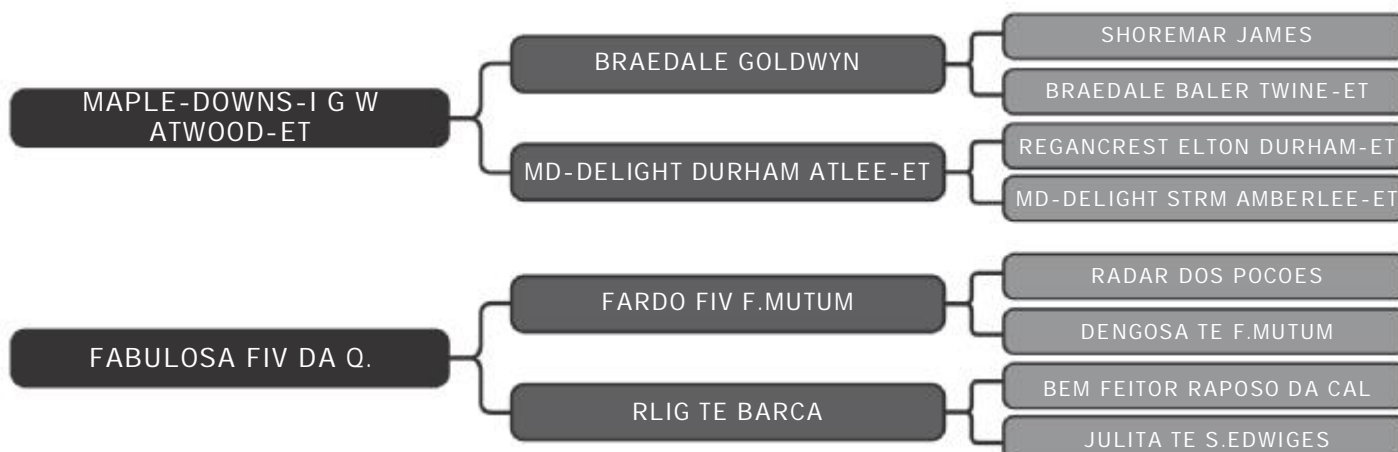 MAPLE-DOWNS-I G W
ATWOOD-ET
BRAEDALE GOLDWYN
SHOREMAR JAMES
BRAEDALE BALER TWINE-ET
MD-DELIGHT DURHAM ATLEE-ET
REGANCREST ELTON DURHAM-ET
MD-DELIGHT STRM AMBERLEE-ET
FABULOSA FIV DA Q.
FARDO FIV F.MUTUM
RADAR DOS POCOES
DENGOSA TE F.MUTUM
RLIG TE BARCA
BEM FEITOR RAPOSO DA CAL
JULITA TE S.EDWIGES